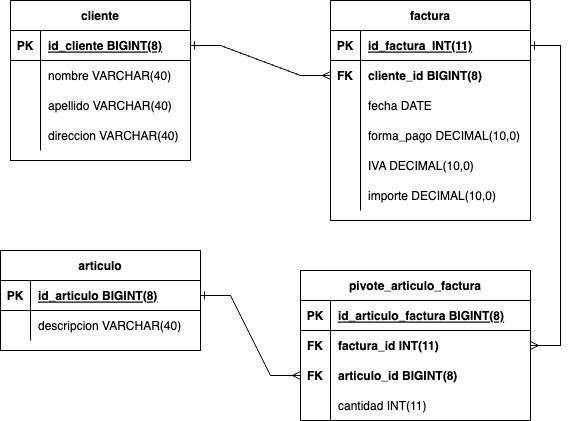 cliente
PK id_cliente BIGINT(8)
nombre VARCHAR(40)
apellido VARCHAR(40)
direccion VARCHAR(40)
factura
PK id_factura INT(11)
FK cliente_id BIGINT(8)
fecha DATE
forma_pago DECIMAL(10,0)
IVA DECIMAL(10,0)
importe DECIMAL(10,0)
articulo
PK id_articulo BIGINT(8)
descripcion VARCHAR(40)
pivote_articulo_factura
PK id_articulo_factura BIGINT(8)
FK factura_id INT(11)
FK articulo_id BIGINT(8)
cantidad INT(11)